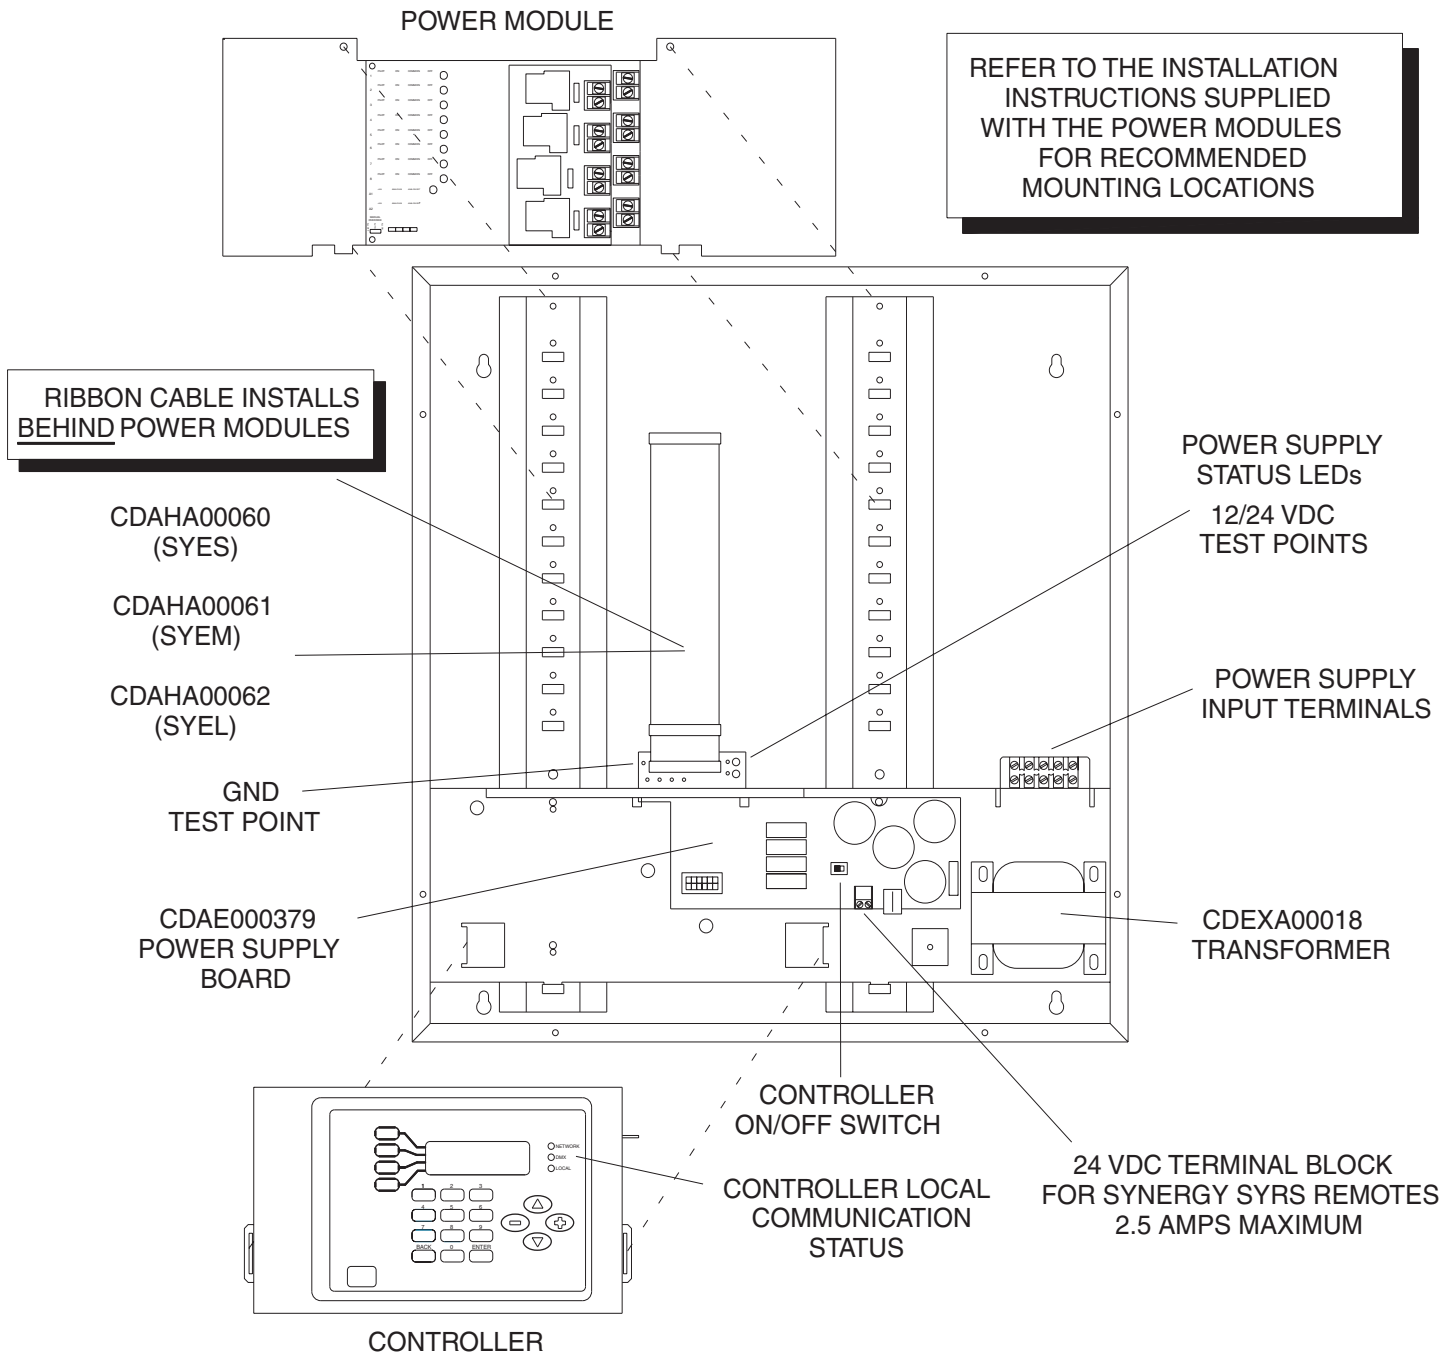 POWER MODULE
REFER TO THE INSTALLATION
INSTRUCTIONS SUPPLIED
WITH THE POWER MODULES
FOR RECOMMENDED
MOUNTING LOCATIONS
RIBBON CABLE INSTALLS
BEHIND POWER MODULES
CDAHA00060
(SYES)
CDAHA00061
(SYEM)
CDAHA00062
(SYEL)
GND
TEST POINT
CDAE000379
POWER SUPPLY
BOARD
POWER SUPPLY
STATUS LEDs
12/24 VDC
TEST POINTS
POWER SUPPLY
INPUT TERMINALS
CDEXA00018
TRANSFORMER
CONTROLLER
ON/OFF SWITCH
24 VDC TERMINAL BLOCK
FOR SYNERGY SYRS REMOTES
2.5 AMPS MAXIMUM
CONTROLLER LOCAL
COMMUNICATION
STATUS
NETWORK
DMX
LOCAL
1 2 3
4 5 6
7 8 9
BACK 0 ENTER
CONTROLLER